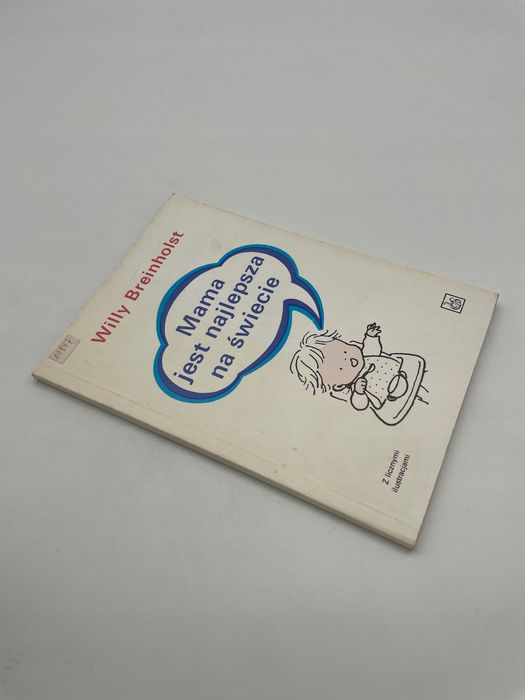 Willy Breinholst
Mama
jest najlepsza
na świecie
Z licznymi
ilustracjami